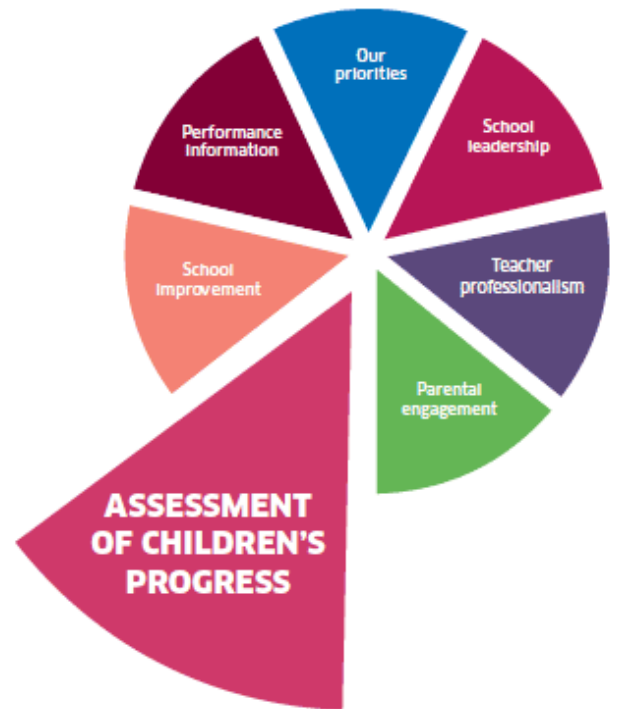 Our
priorities
School
leadership
Teacher
professionalism
Parental
engagement
ASSESSMENT
OF CHILDREN'S
PROGRESS
School
improvement
Performance
information